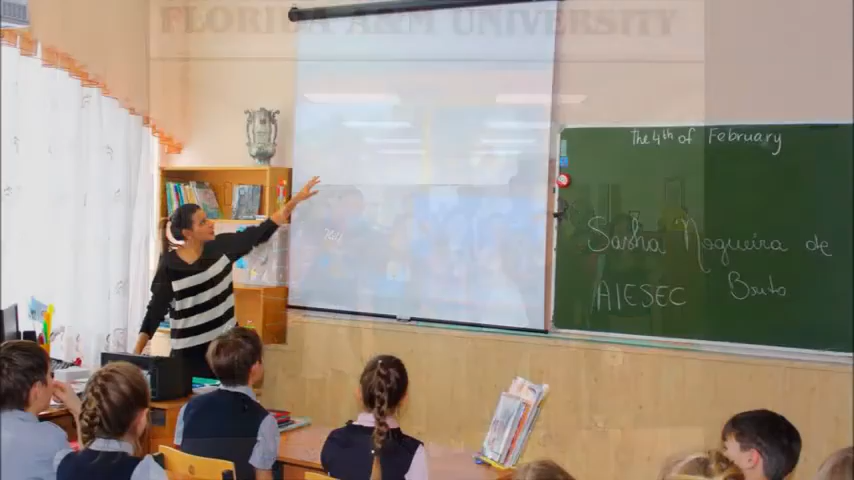 FLORIDA A&M UNIVERSITY
the 4th of February
Sasha Nogueira de
AIESEC Brito